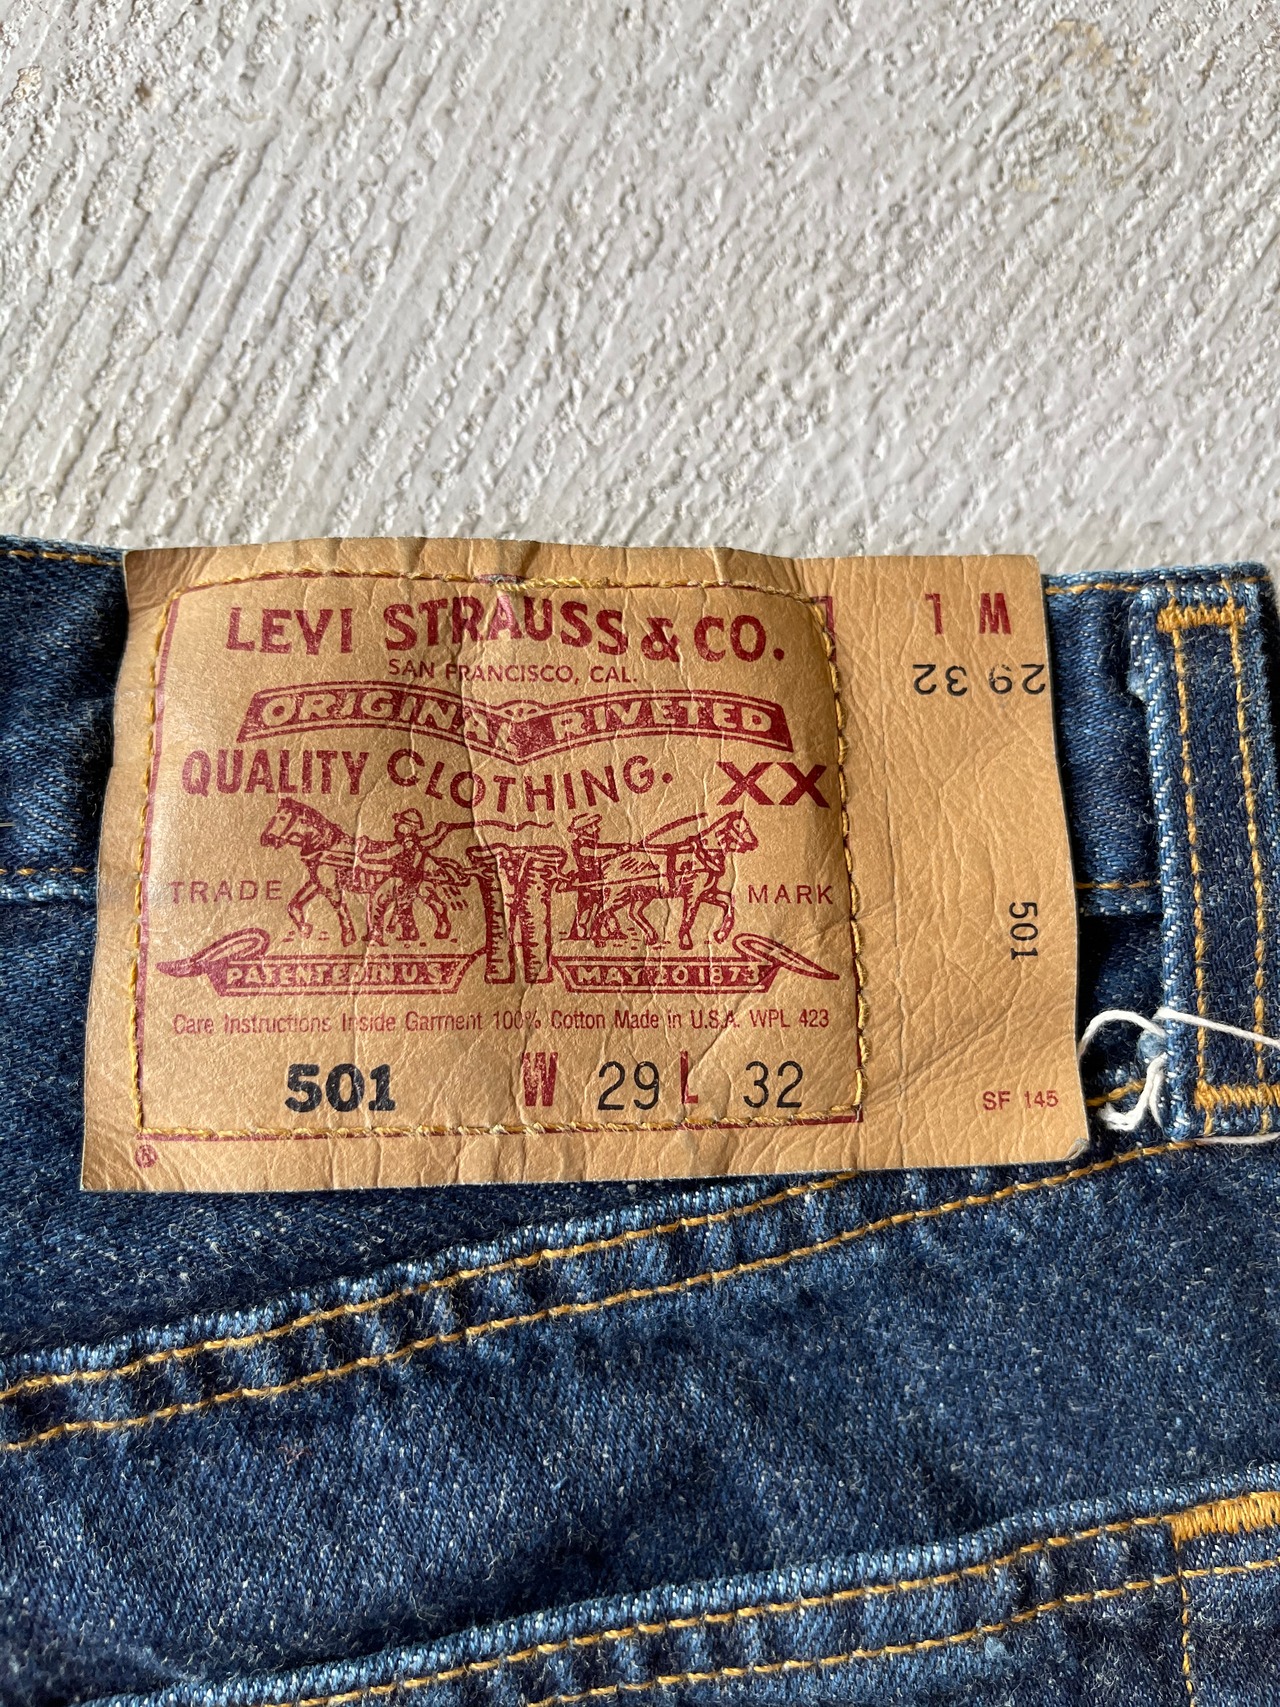 LEVI STRAUSS & CO.
SAN FRANCISCO, CAL.
ORIGINAL RIVETED
QUALITY CLOTHING.
XX
TRADE MARK
PATENTED IN U.S.
MAY 20 1873
Care Instructions Inside Garment 100% Cotton Made in U.S.A. WPL 423
501 W 29 L 32
®
W L
29 32
501
SF 145